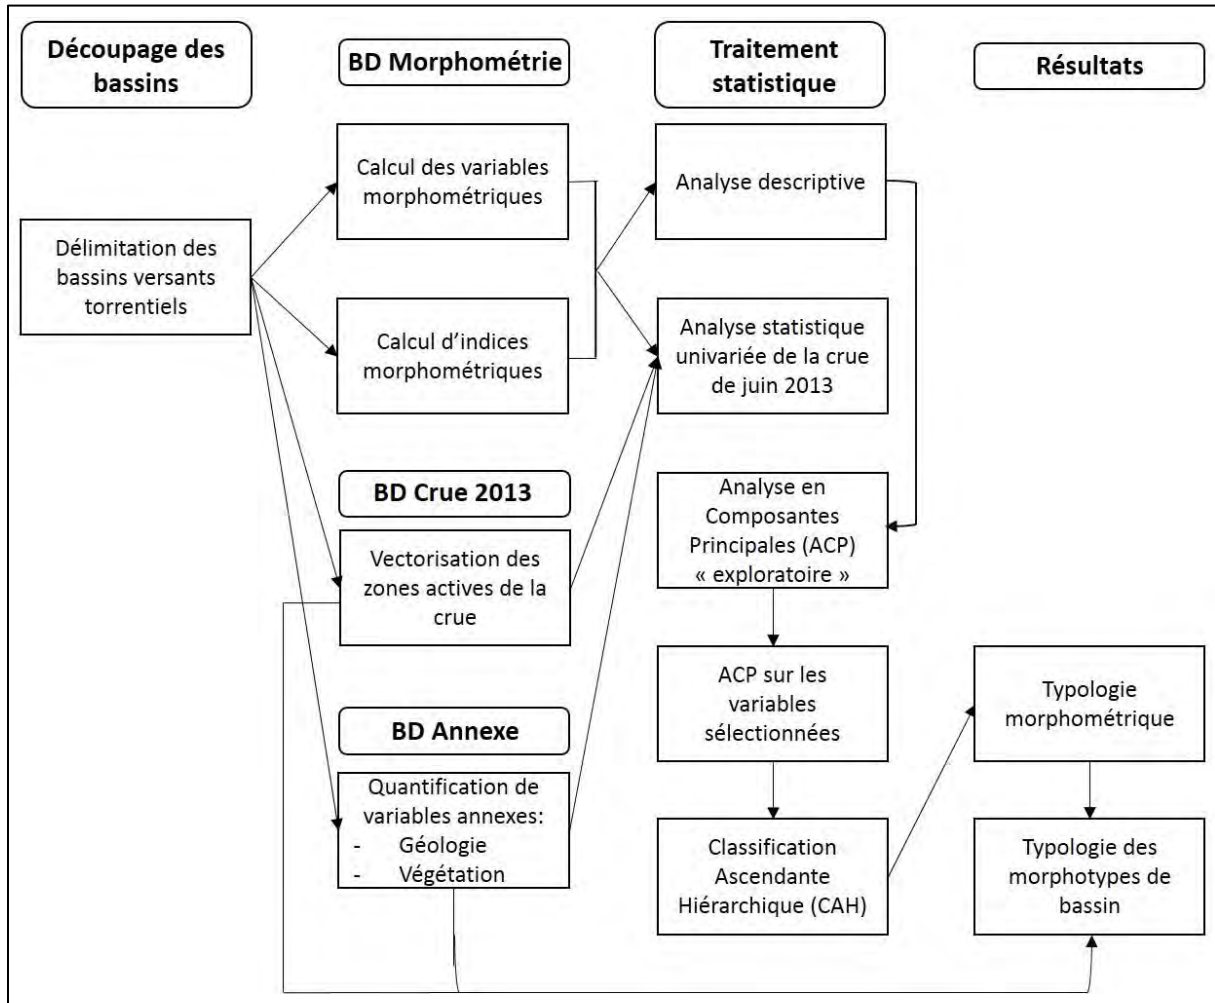 Découpage des
bassins
BD Morphométrie
Traitement
statistique
Résultats
Calcul des variables
morphométriques
Analyse descriptive
Délimitation des
bassins versants
torrentiels
Calcul d’indices
morphométriques
Analyse statistique
univariée de la crue
de juin 2013
BD Crue 2013
Vectorisation des
zones actives de la
crue
Analyse en
Composantes
Principales (ACP)
« exploratoire »
ACP sur les
variables
sélectionnées
Typologie
morphométrique
BD Annexe
Quantification de
variables annexes:
- Géologie
- Végétation
Classification
Ascendante
Hiérarchique (CAH)
Typologie des
morphotypes de
bassin